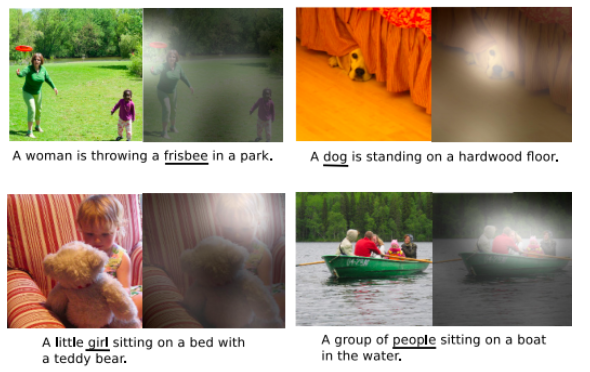 A woman is throwing a frisbee in a park.
A dog is standing on a hardwood floor.
A little girl sitting on a bed with
a teddy bear.
A group of people sitting on a boat
in the water.